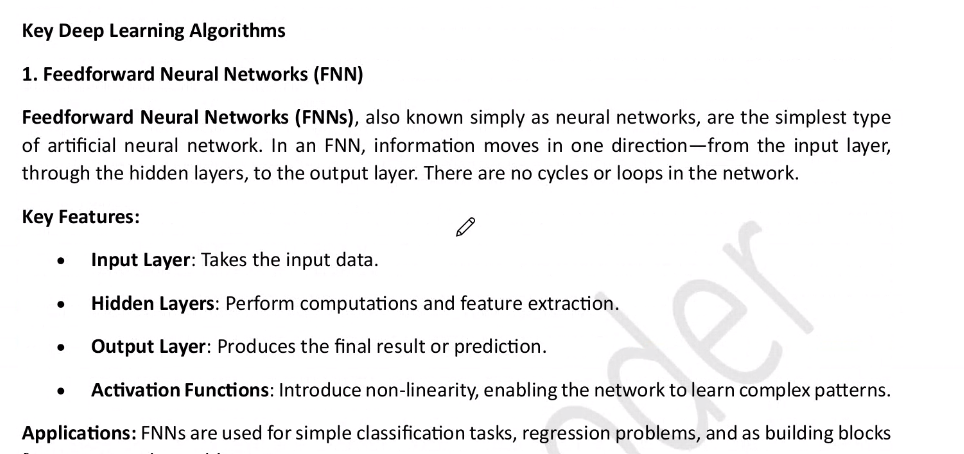 Key Deep Learning Algorithms
1. Feedforward Neural Networks (FNN)
Feedforward Neural Networks (FNNs), also known simply as neural networks, are the simplest type
of artificial neural network. In an FNN, information moves in one direction—from the input layer,
through the hidden layers, to the output layer. There are no cycles or loops in the network.
Key Features:
• Input Layer: Takes the input data.
• Hidden Layers: Perform computations and feature extraction.
• Output Layer: Produces the final result or prediction.
• Activation Functions: Introduce non-linearity, enabling the network to learn complex patterns.
Applications: FNNs are used for simple classification tasks, regression problems, and as building blocks